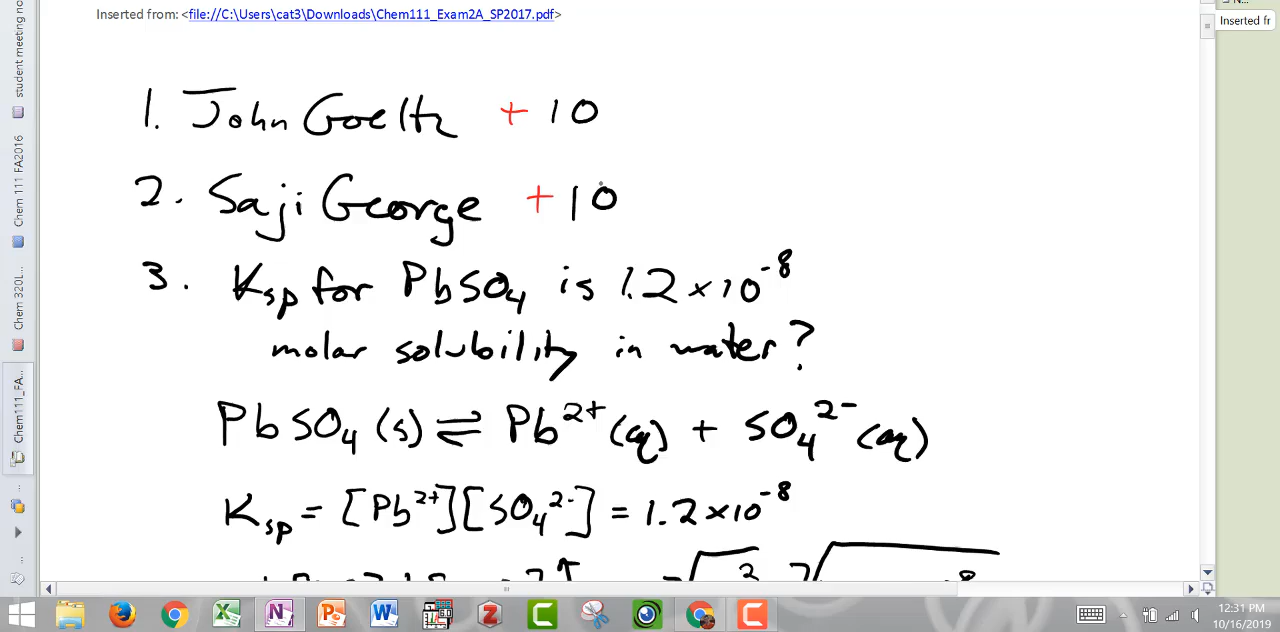 Inserted from: <file://C:\Users\cat3\Downloads\Chem111_Exam2A_SP2017.pdf>
Inserted fr
student meeting no
Chem 111 FA2016
Chem 320L
Chem111_FA
1. John Goeltz +10
2. Saji George +10
3. Ksp for PbSO4 is 1.2 × 10⁻⁸
molar solubility in water?
PbSO4 (s) ⇌ Pb²⁺ (aq) + SO4²⁻ (aq)
Ksp = [Pb²⁺][SO4²⁻] = 1.2 × 10⁻⁸
12:31 PM
10/16/2019